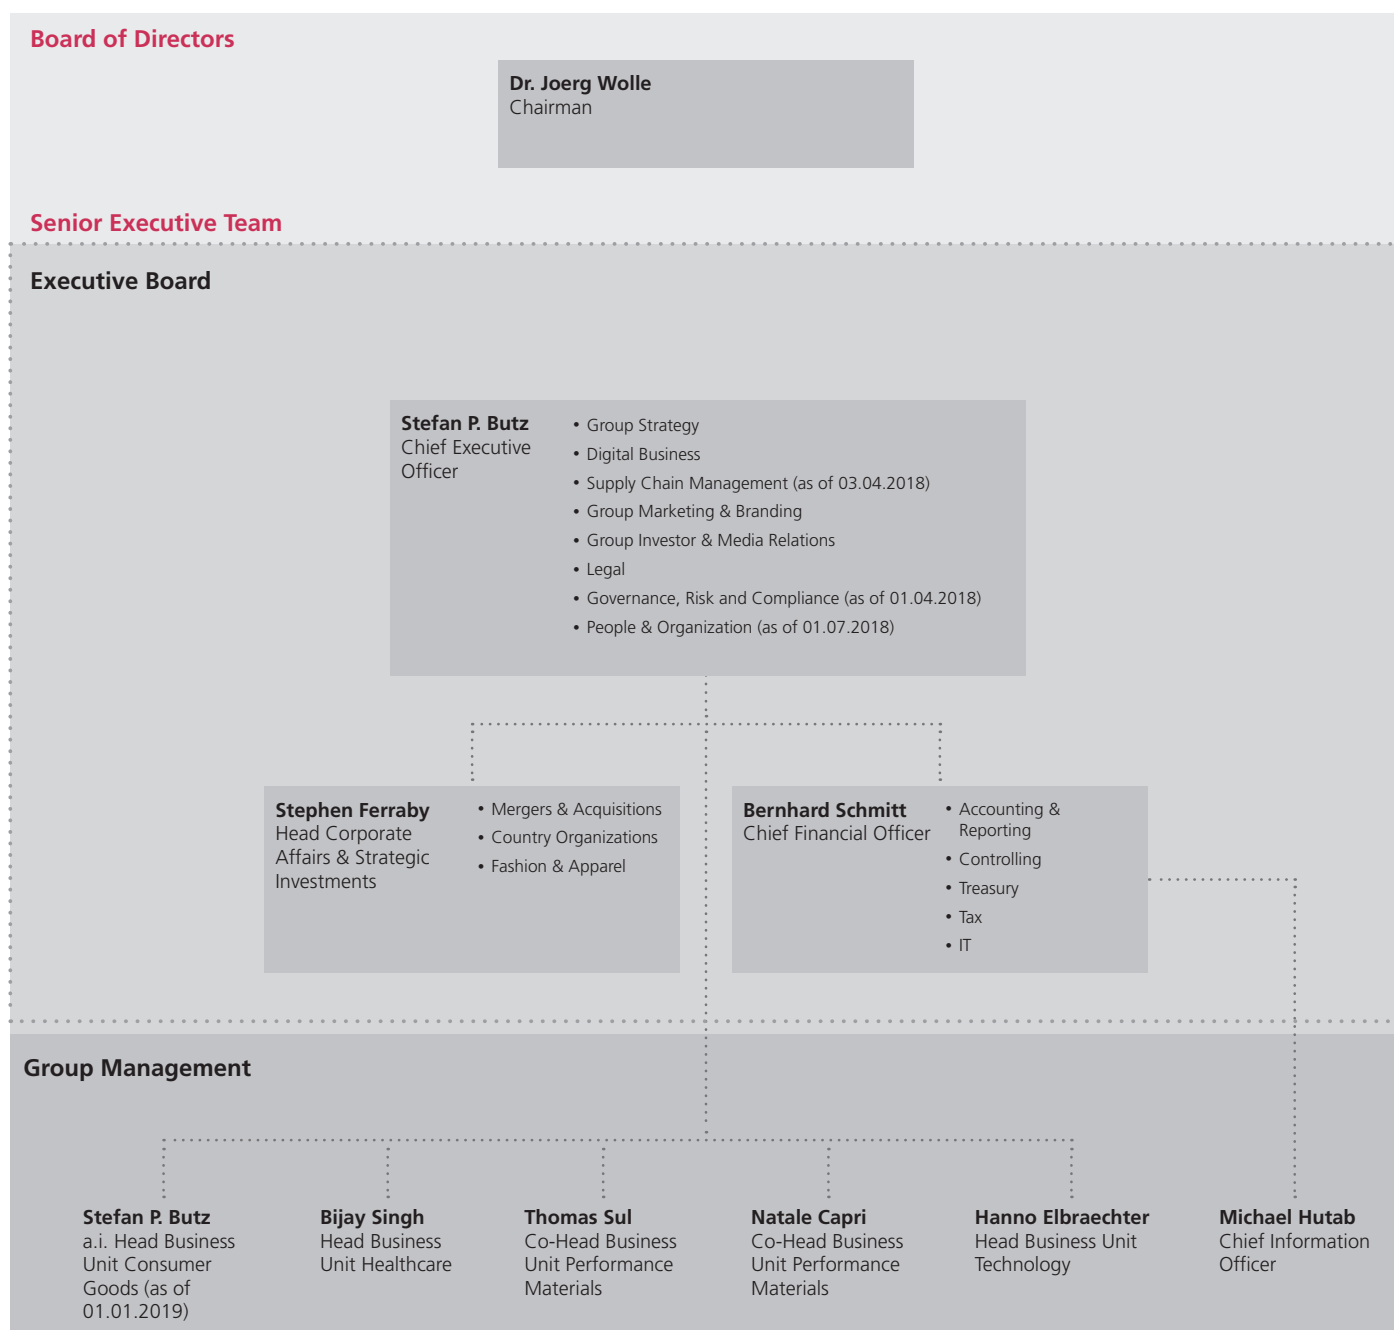 Board of Directors
Dr. Joerg Wolle
Chairman
Senior Executive Team
Executive Board
Stefan P. Butz
Chief Executive
Officer
• Group Strategy
• Digital Business
• Supply Chain Management (as of 03.04.2018)
• Group Marketing & Branding
• Group Investor & Media Relations
• Legal
• Governance, Risk and Compliance (as of 01.04.2018)
• People & Organization (as of 01.07.2018)
Stephen Ferraby
Head Corporate
Affairs & Strategic
Investments
• Mergers & Acquisitions
• Country Organizations
• Fashion & Apparel
Bernhard Schmitt
Chief Financial Officer
• Accounting &
Reporting
• Controlling
• Treasury
• Tax
• IT
Group Management
Stefan P. Butz
a.i. Head Business
Unit Consumer
Goods (as of
01.01.2019)
Bijay Singh
Head Business
Unit Healthcare
Thomas Sul
Co-Head Business
Unit Performance
Materials
Natale Capri
Co-Head Business
Unit Performance
Materials
Hanno Elbraechter
Head Business Unit
Technology
Michael Hutab
Chief Information
Officer